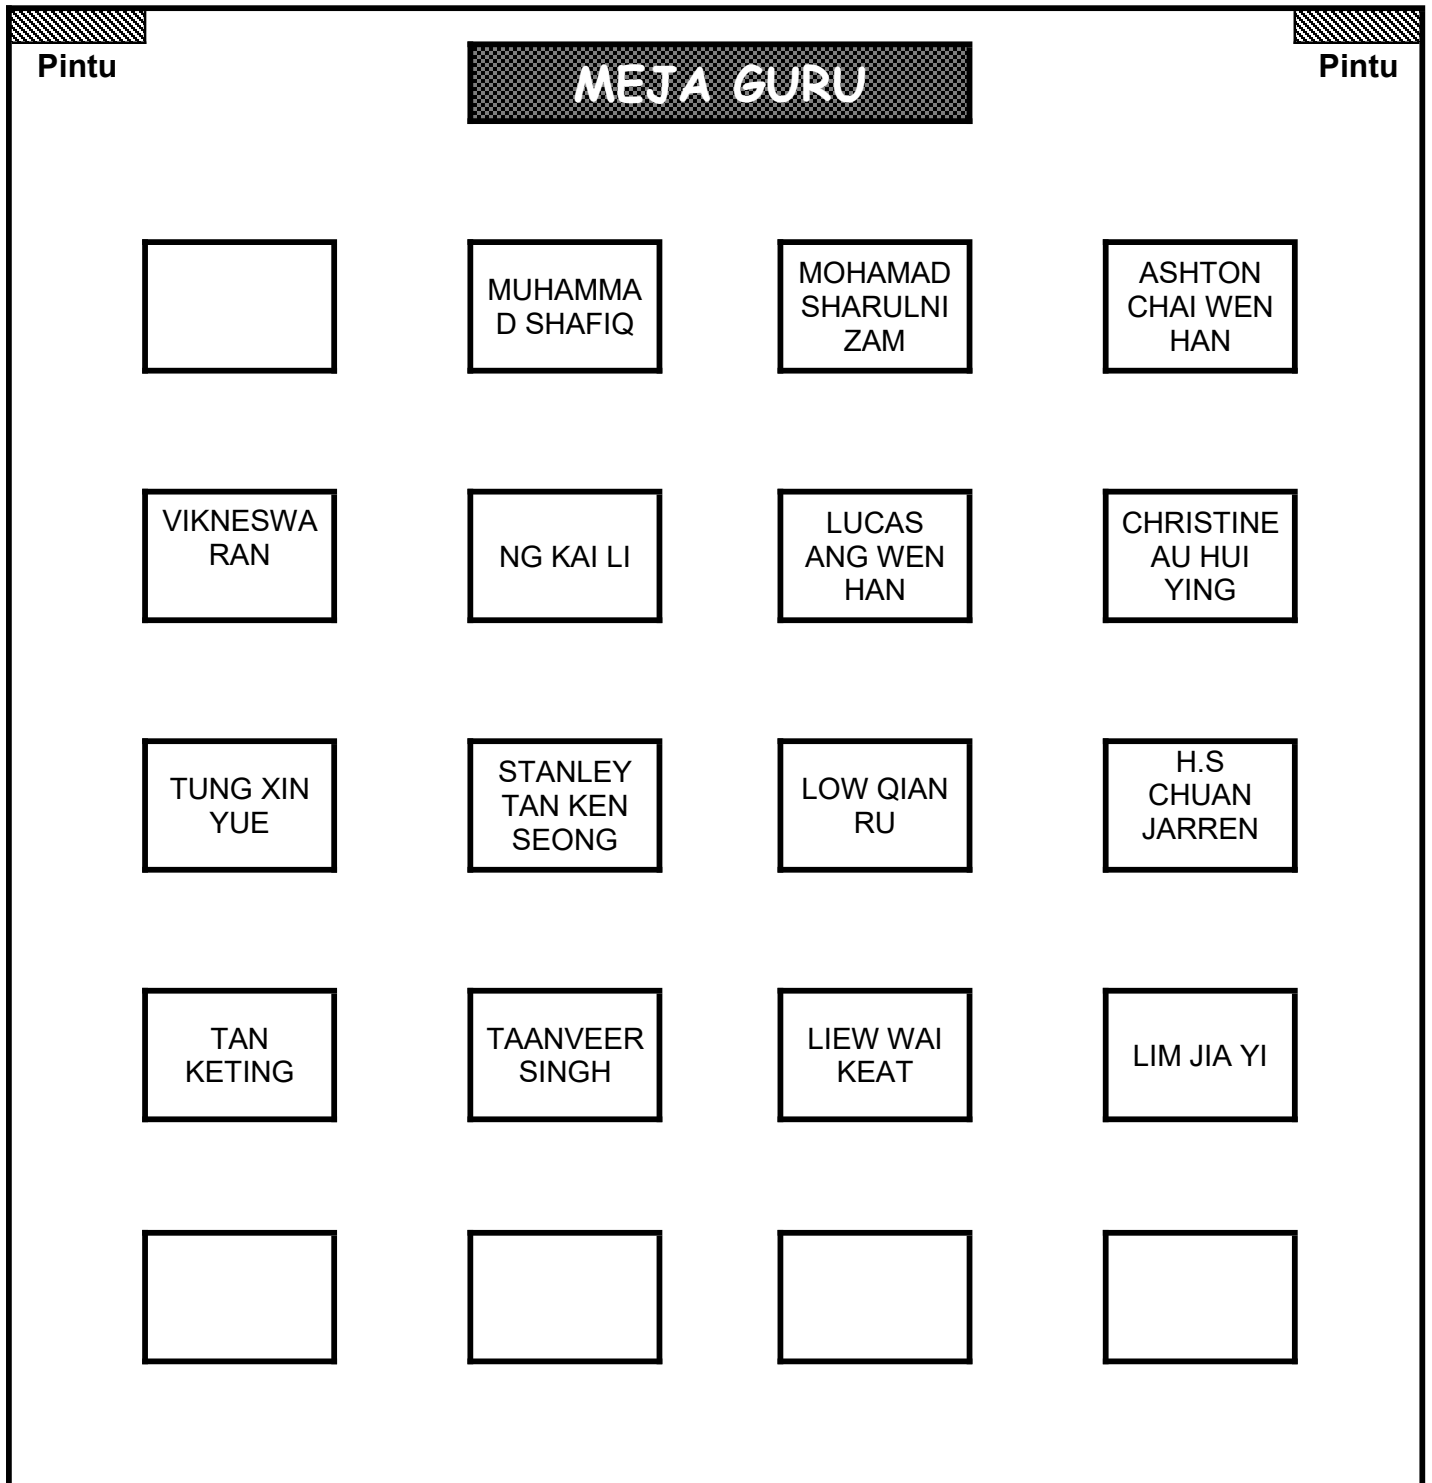 Pintu
MEJA GURU
Pintu
MUHAMMA
D SHAFIQ
MOHAMAD
SHARULNI
ZAM
ASHTON
CHAI WEN
HAN
VIKNESWA
RAN
NG KAI LI
LUCAS
ANG WEN
HAN
CHRISTINE
AU HUI
YING
TUNG XIN
YUE
STANLEY
TAN KEN
SEONG
LOW QIAN
RU
H.S
CHUAN
JARREN
TAN
KETING
TAANVEER
SINGH
LIEW WAI
KEAT
LIM JIA YI